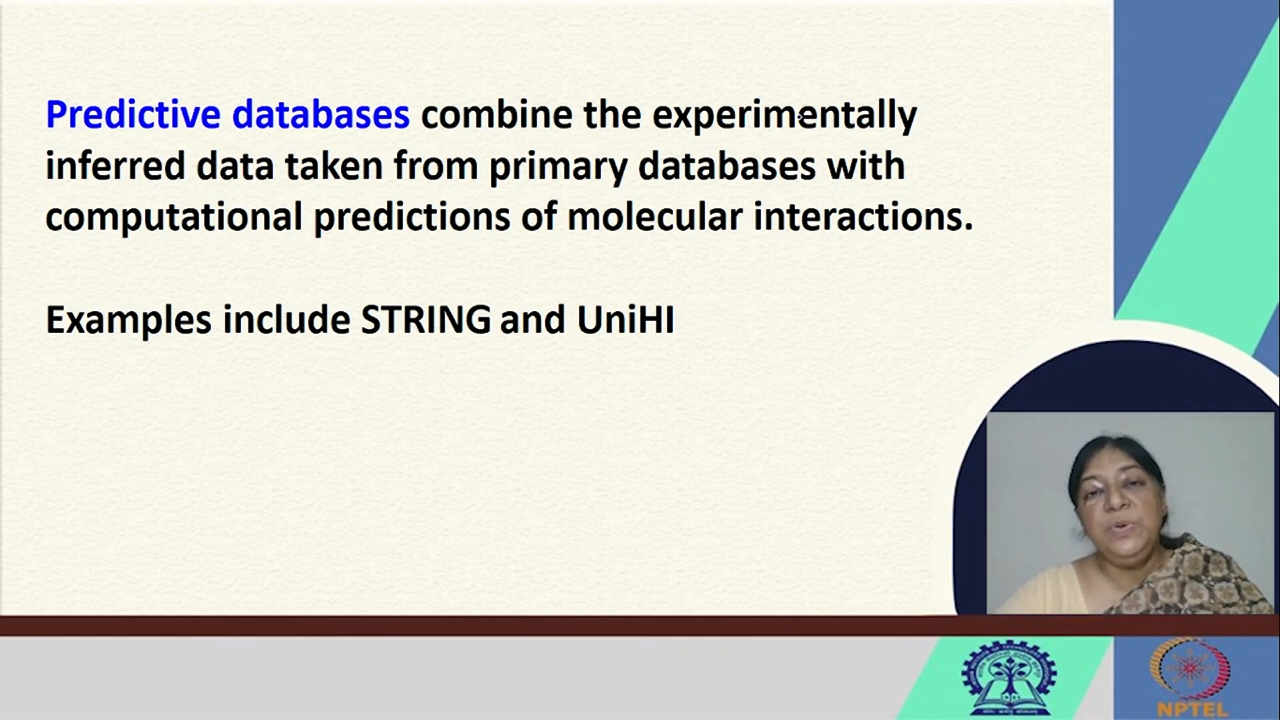 Predictive databases combine the experimentally
inferred data taken from primary databases with
computational predictions of molecular interactions.
Examples include STRING and UniHI
NPTEL